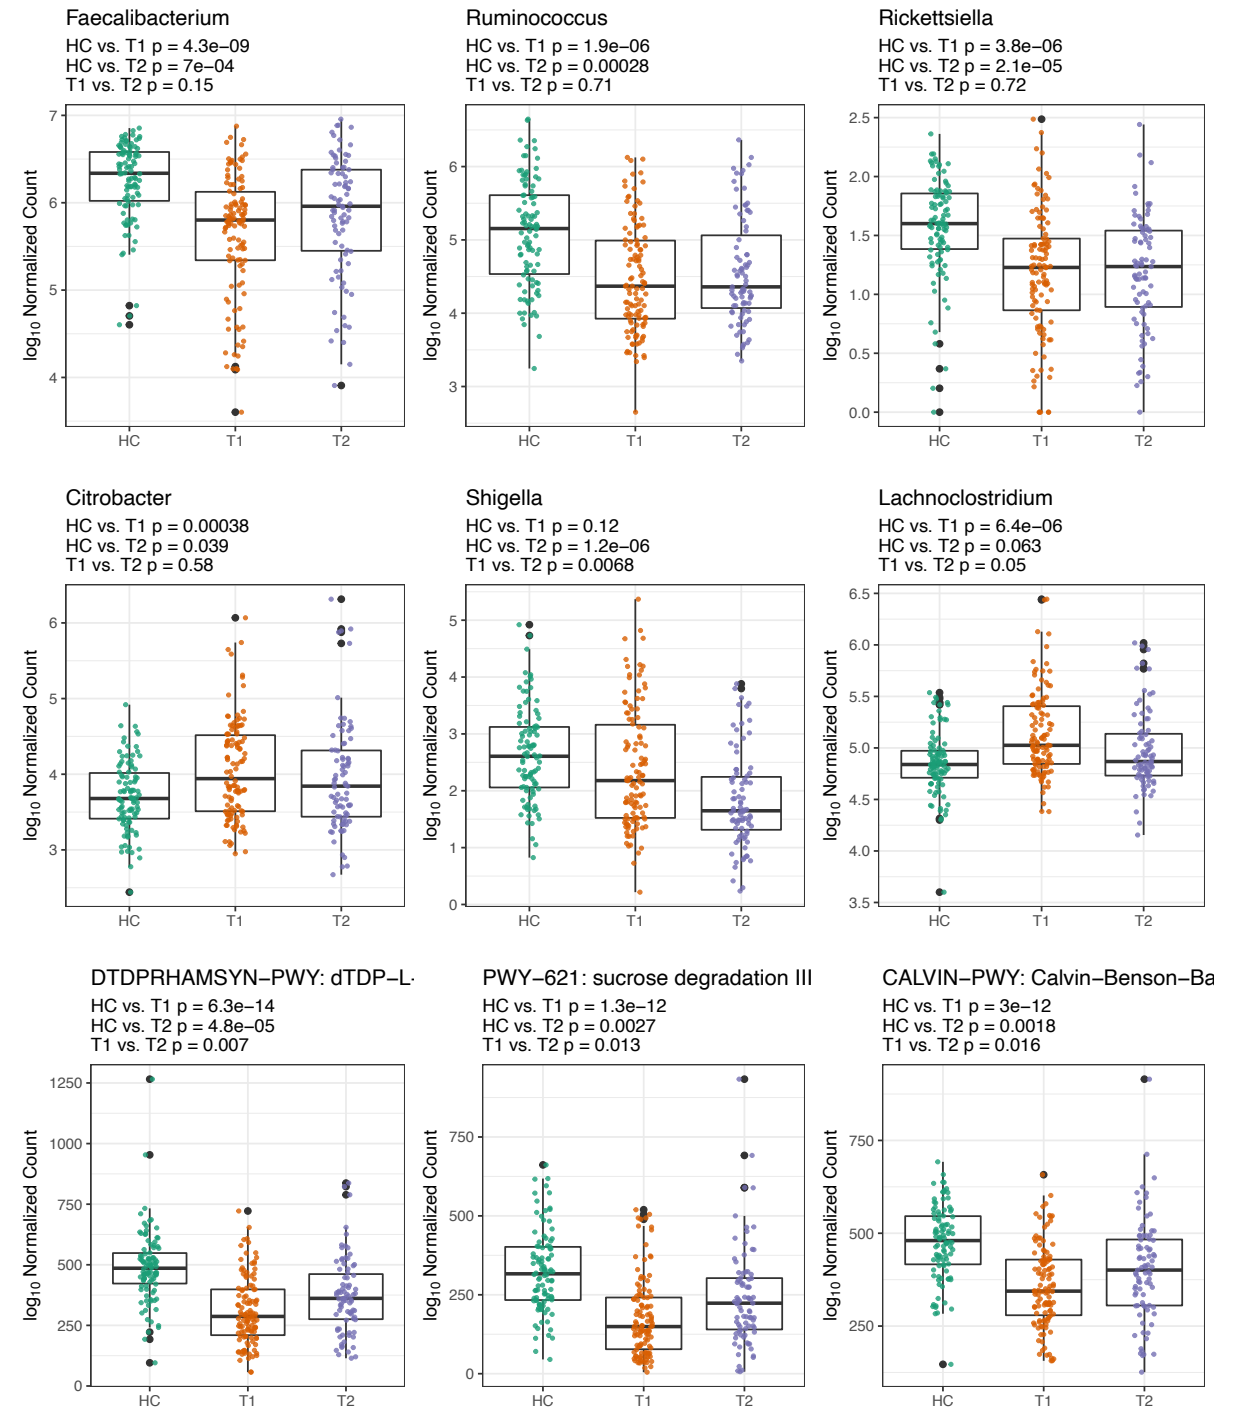 Faecalibacterium
HC vs. T1 p = 4.3e−09
HC vs. T2 p = 7e−04
T1 vs. T2 p = 0.15
log10 Normalized Count
7
6
5
4
HC T1 T2
Ruminococcus
HC vs. T1 p = 1.9e−06
HC vs. T2 p = 0.00028
T1 vs. T2 p = 0.71
log10 Normalized Count
6
5
4
3
HC T1 T2
Rickettsiella
HC vs. T1 p = 3.8e−06
HC vs. T2 p = 2.1e−05
T1 vs. T2 p = 0.72
log10 Normalized Count
2.5
2.0
1.5
1.0
0.5
0.0
HC T1 T2
Citrobacter
HC vs. T1 p = 0.00038
HC vs. T2 p = 0.039
T1 vs. T2 p = 0.58
log10 Normalized Count
6
5
4
3
HC T1 T2
Shigella
HC vs. T1 p = 0.12
HC vs. T2 p = 1.2e−06
T1 vs. T2 p = 0.0068
log10 Normalized Count
5
4
3
2
1
0
HC T1 T2
Lachnoclostridium
HC vs. T1 p = 6.4e−06
HC vs. T2 p = 0.063
T1 vs. T2 p = 0.05
log10 Normalized Count
6.5
6.0
5.5
5.0
4.5
4.0
3.5
HC T1 T2
DTDPRHAMSYN−PWY: dTDP−L-
HC vs. T1 p = 6.3e−14
HC vs. T2 p = 4.8e−05
T1 vs. T2 p = 0.007
log10 Normalized Count
1250
1000
750
500
250
0
HC T1 T2
PWY−621: sucrose degradation III
HC vs. T1 p = 1.3e−12
HC vs. T2 p = 0.0027
T1 vs. T2 p = 0.013
log10 Normalized Count
750
500
250
0
HC T1 T2
CALVIN−PWY: Calvin−Benson−Ba
HC vs. T1 p = 3e−12
HC vs. T2 p = 0.0018
T1 vs. T2 p = 0.016
log10 Normalized Count
750
500
250
HC T1 T2